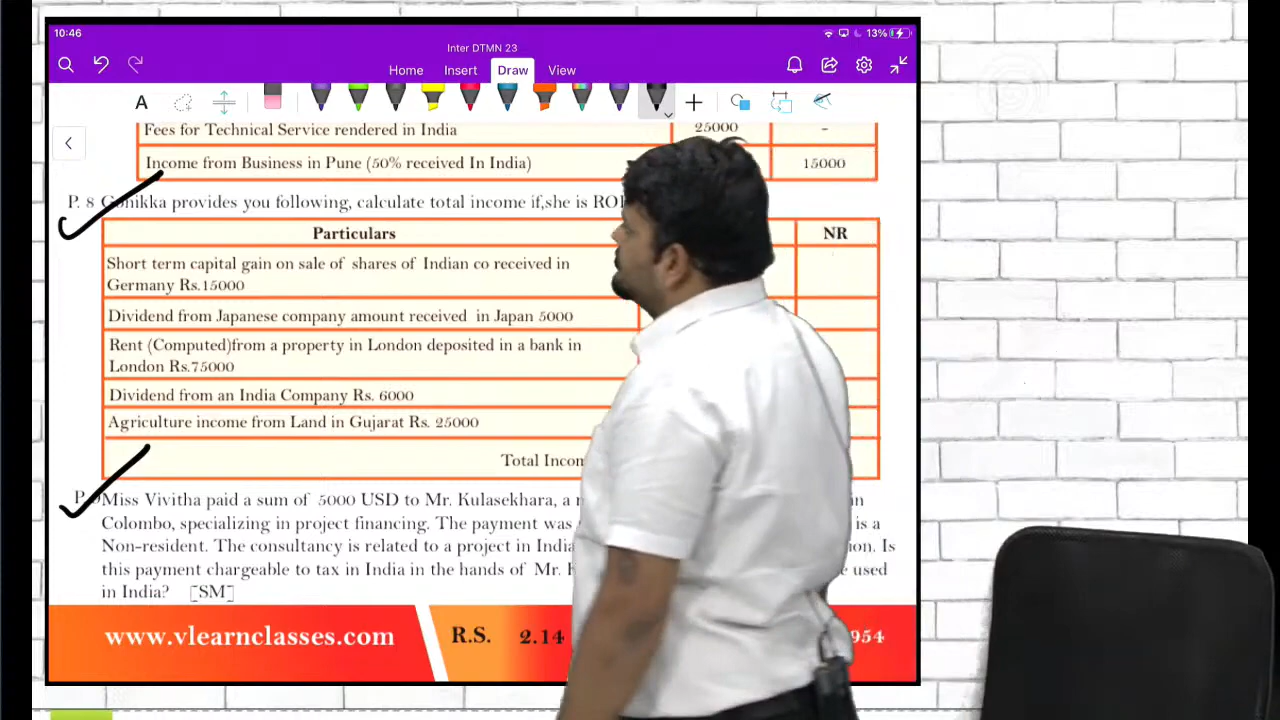 10:46
13%
Inter DTMN 23
Home Insert Draw View
A
Fees for Technical Service rendered in India 25000 -
Income from Business in Pune (50% received In India) 15000
P. 8 Gonikka provides you following, calculate total income if,she is
Particulars NR
Short term capital gain on sale of shares of Indian co received in
Germany Rs.15000
Dividend from Japanese company amount received in Japan 5000
Rent (Computed)from a property in London deposited in a bank in
London Rs.75000
Dividend from an India Company Rs. 6000
Agriculture income from Land in Gujarat Rs. 25000
Total
Miss Vivitha paid a sum of 5000 USD to Mr. Kulasekhara, a in
Colombo, specializing in project financing. The payment was is a
Non-resident. The consultancy is related to a project in India Is
this payment chargeable to tax in India in the hands of Mr. used
in India? [SM]
www.vlearnclasses.com R.S. 2.14 954